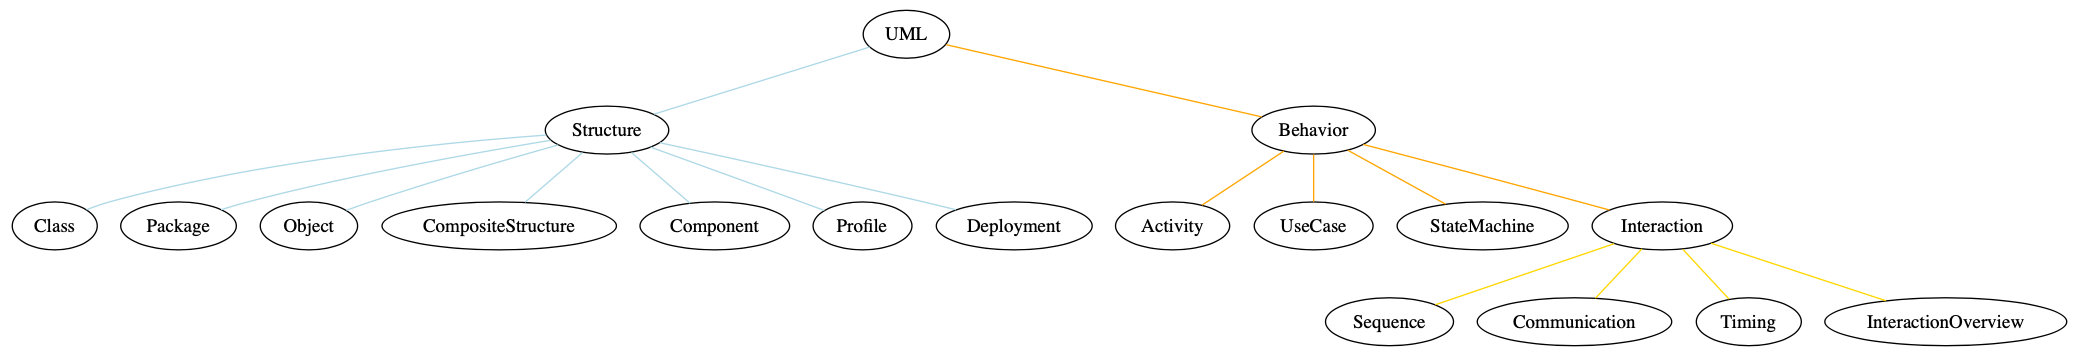 UML
Structure
Behavior
Class
Package
Object
CompositeStructure
Component
Profile
Deployment
Activity
UseCase
StateMachine
Interaction
Sequence
Communication
Timing
InteractionOverview